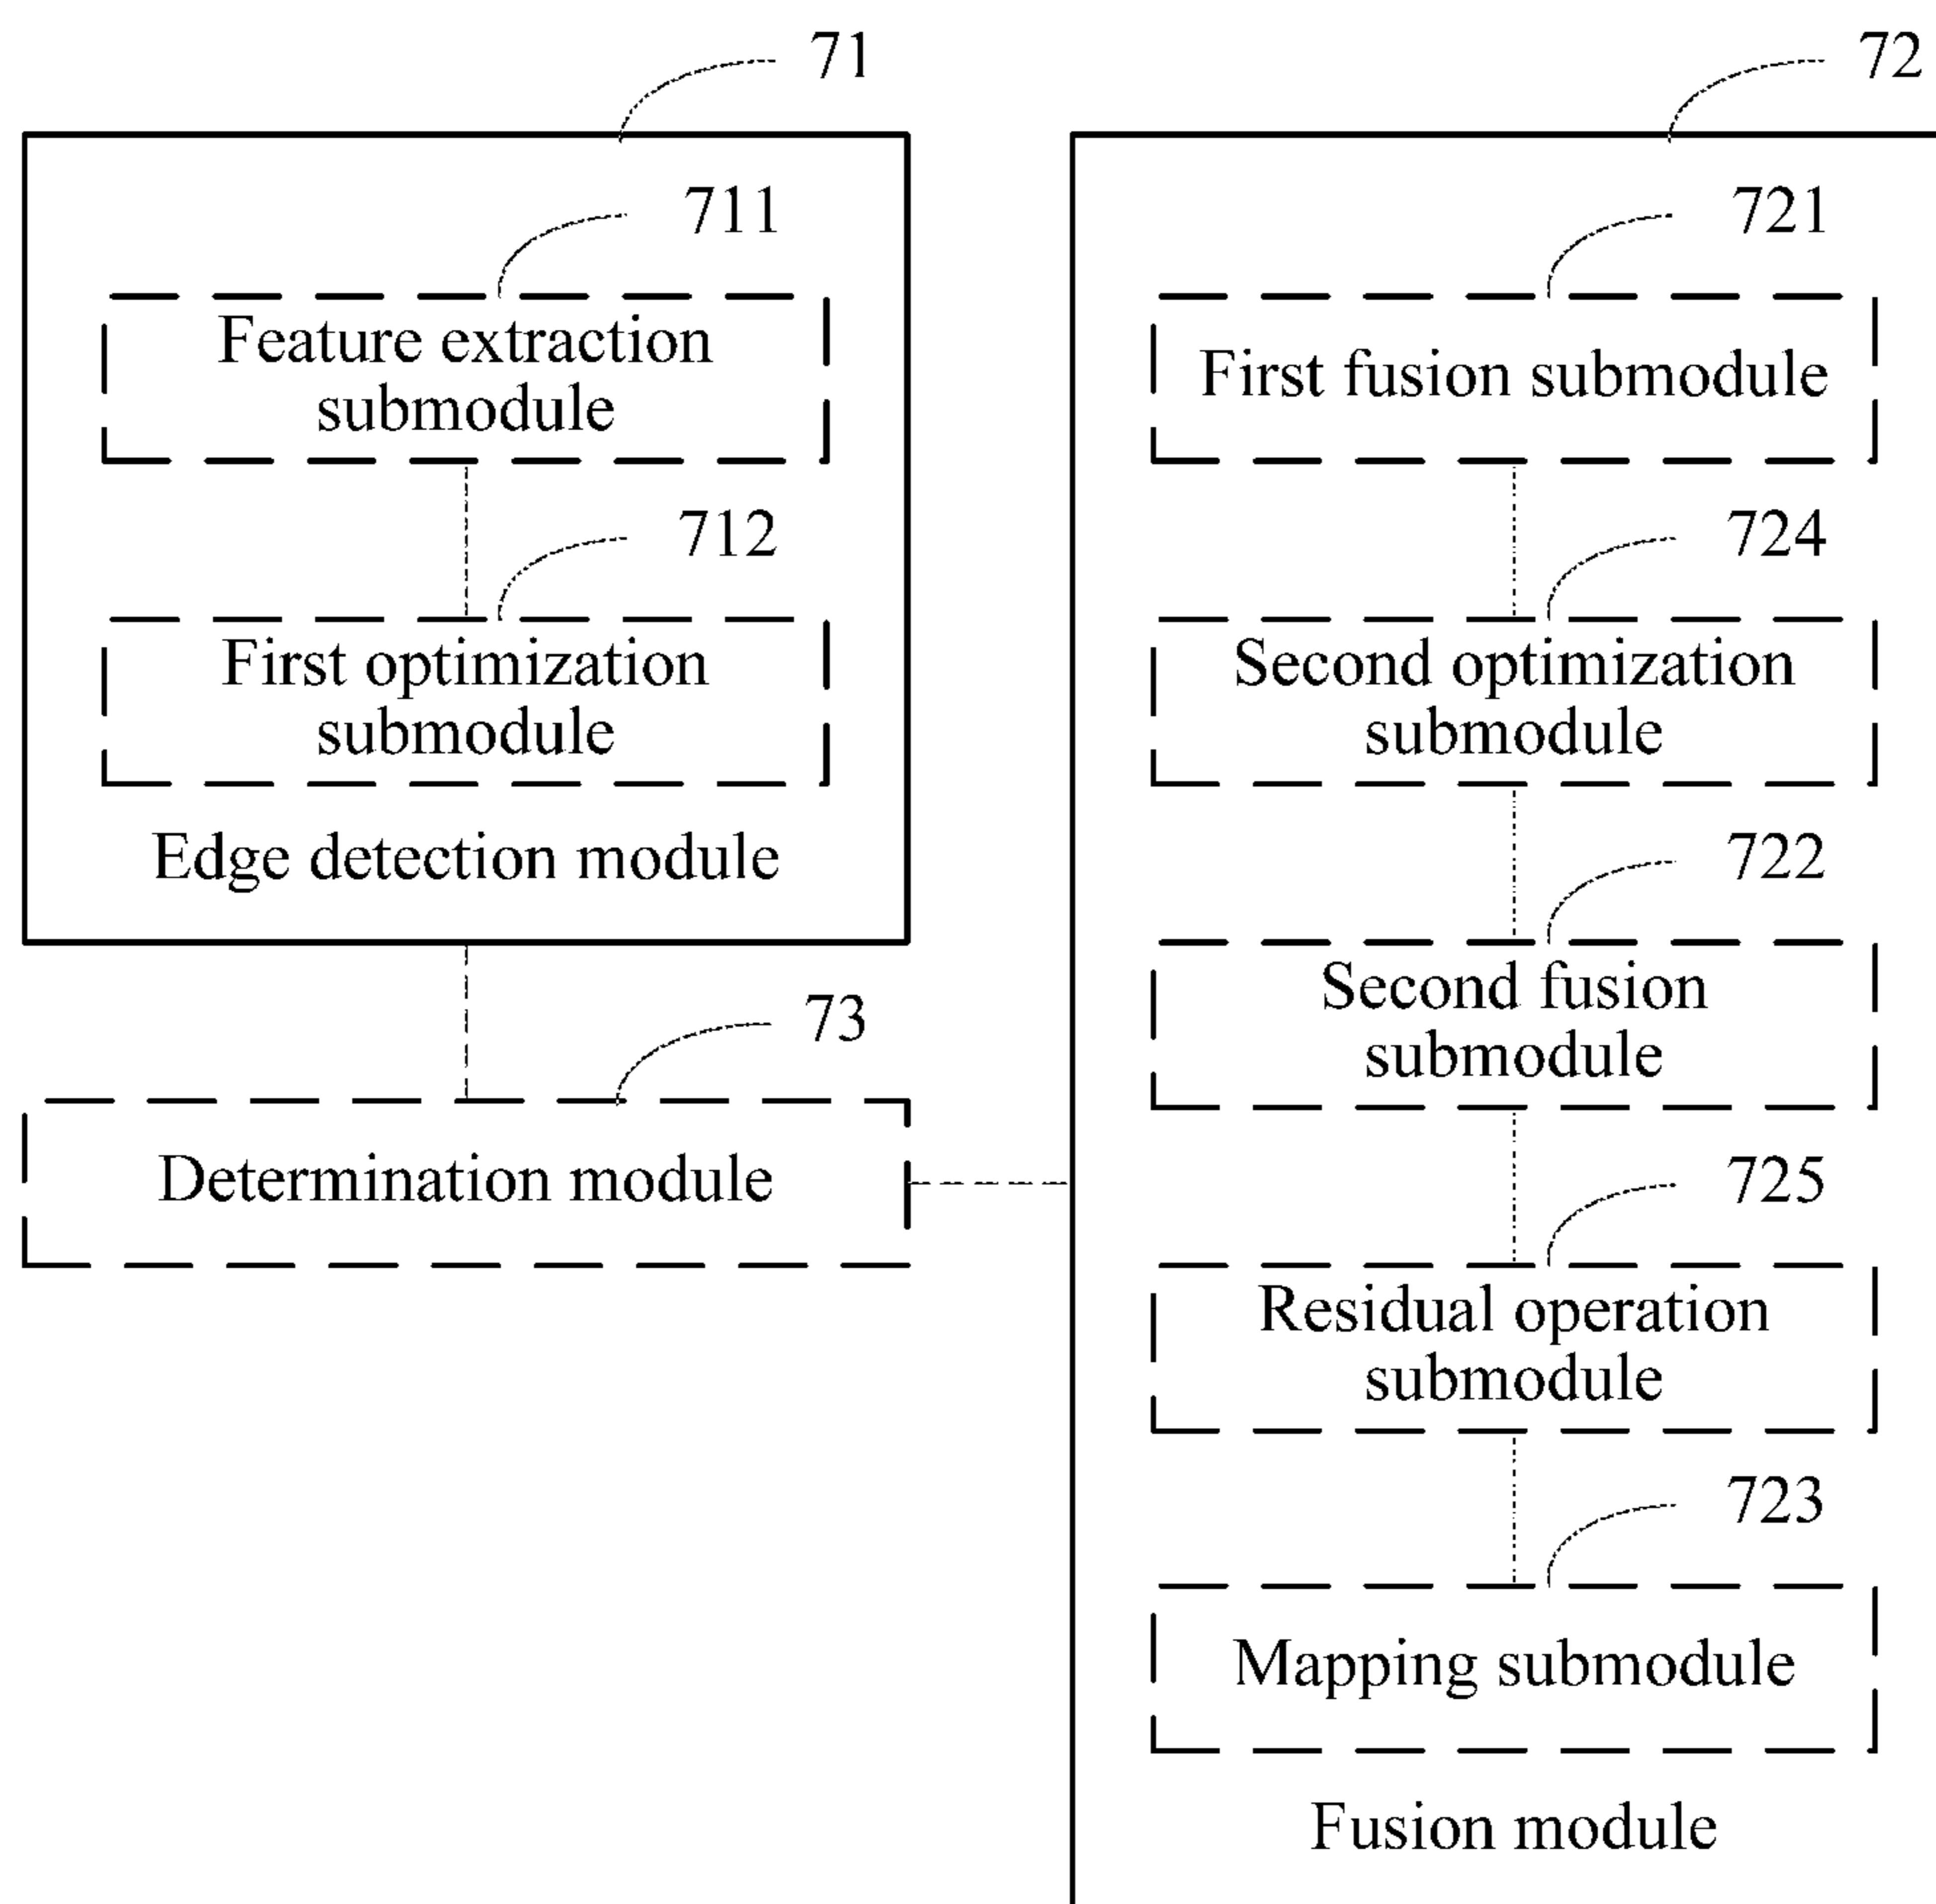 71
711
Feature extraction
submodule
712
First optimization
submodule
Edge detection module
73
Determination module
72
721
First fusion submodule
724
Second optimization
submodule
722
Second fusion
submodule
725
Residual operation
submodule
723
Mapping submodule
Fusion module